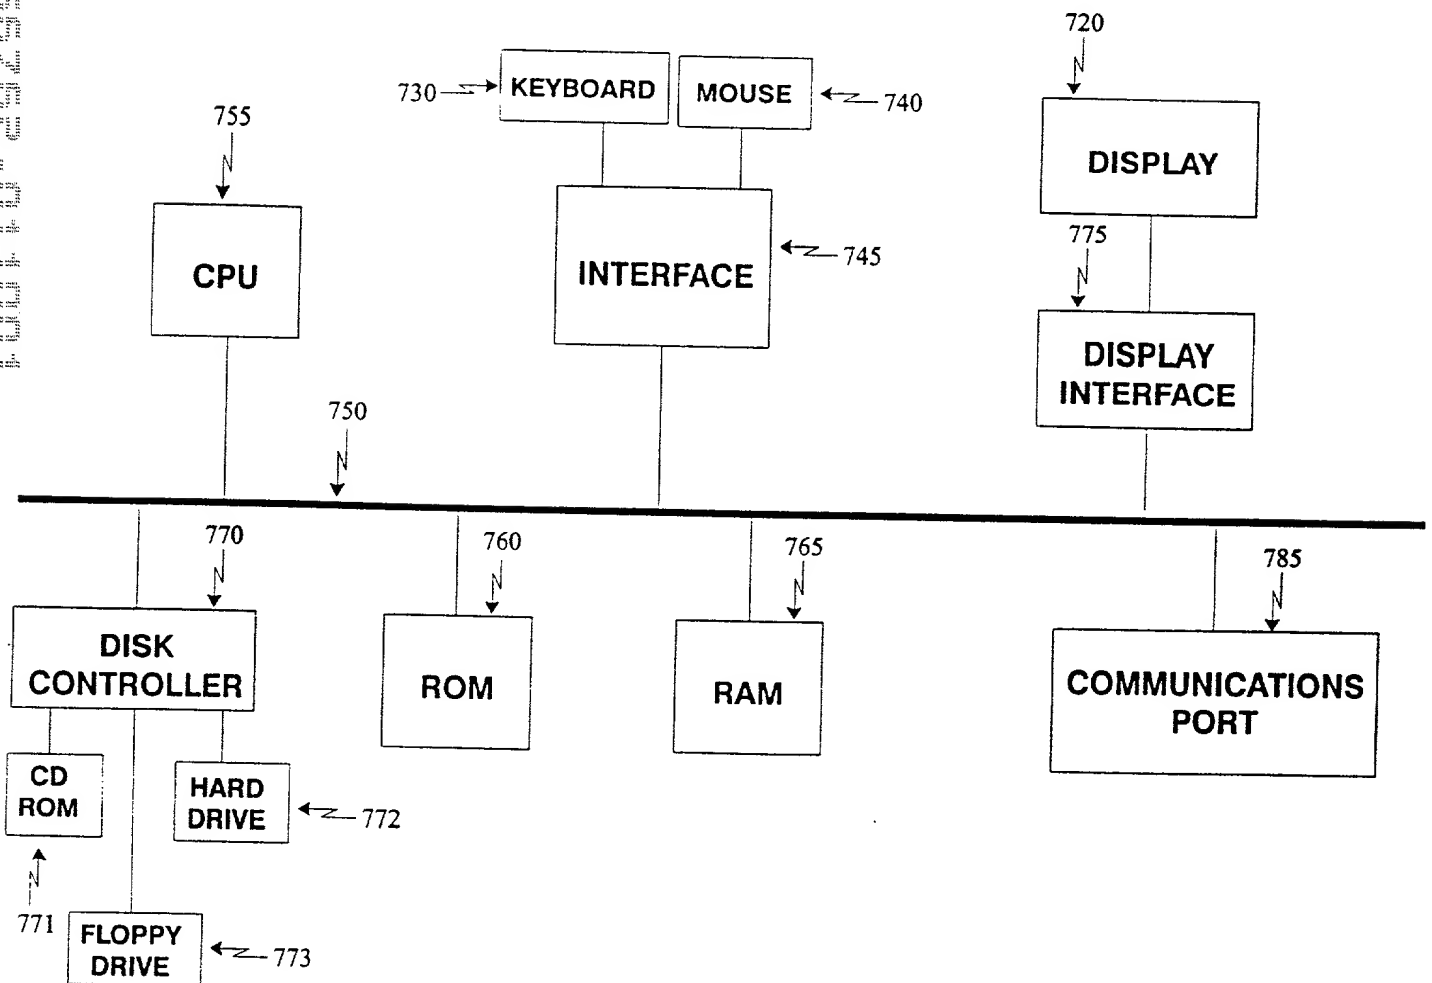 720
KEYBOARD
MOUSE
730
740
755
DISPLAY
775
CPU
INTERFACE
745
DISPLAY
INTERFACE
750
770
760
765
785
DISK
CONTROLLER
ROM
RAM
COMMUNICATIONS
PORT
CD
ROM
HARD
DRIVE
772
771
FLOPPY
DRIVE
773